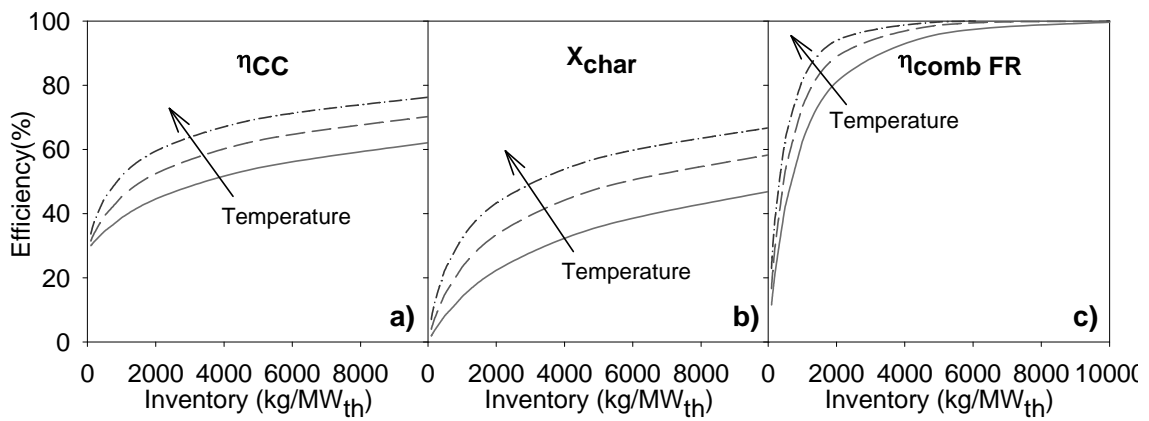 100
80
60
40
20
0
Efficiency(%)
ηCC
Temperature
a)
0 2000 4000 6000 8000
Inventory (kg/MWth)
Xchar
Temperature
b)
0 2000 4000 6000 8000
Inventory (kg/MWth)
ηcomb FR
Temperature
c)
0 2000 4000 6000 8000 10000
Inventory (kg/MWth)